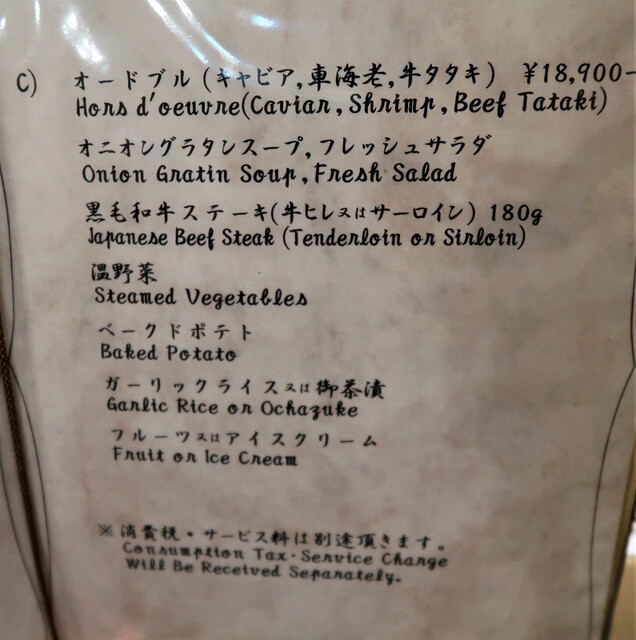 C) オードブル (キャビア,車海老,牛タタキ) ¥18,900-
Hors d'oeuvre(Caviar,Shrimp,Beef Tataki)
オニオングラタンスープ,フレッシュサラダ
Onion Gratin Soup,Fresh Salad
黒毛和牛ステーキ(牛ヒレ又はサーロイン) 180g
Japanese Beef Steak (Tenderloin or Sirloin)
温野菜
Steamed Vegetables
ベークドポテト
Baked Potato
ガーリックライス又は御茶漬
Garlic Rice or Ochazuke
フルーツ又はアイスクリーム
Fruit or Ice Cream
※消費税・サービス料は別途頂きます。
Consumption Tax·Service Charge
Will Be Received Separately.